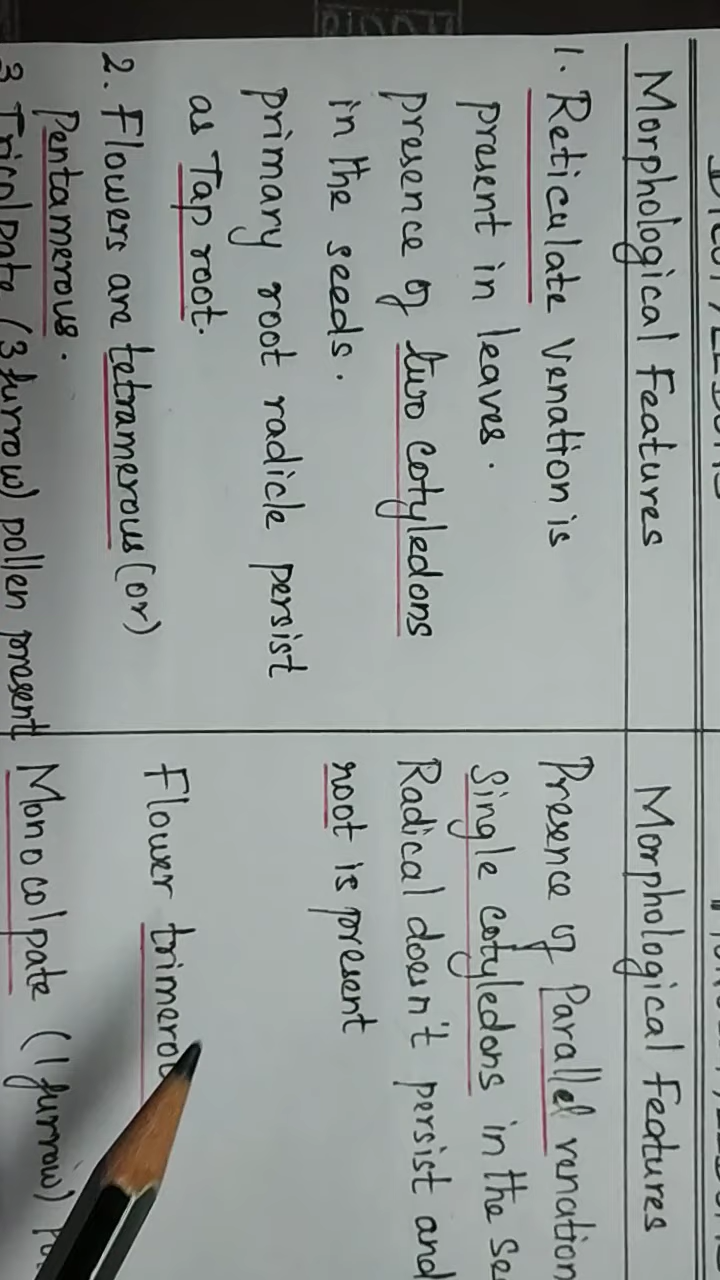 Morphological Features
1. Reticulate venation is
present in leaves.
presence of two cotyledons
in the seeds.
primary root radicle persist
as Tap root.
2. Flowers are tetramerous (or)
Pentamerous.
3 Tricolpate (3 furrow) pollen present
Morphological Features
Presence of Parallel venation
Single cotyledons in the
Radical doesn't persist and
root is present
Flower
Monocolpate (1 furrow)